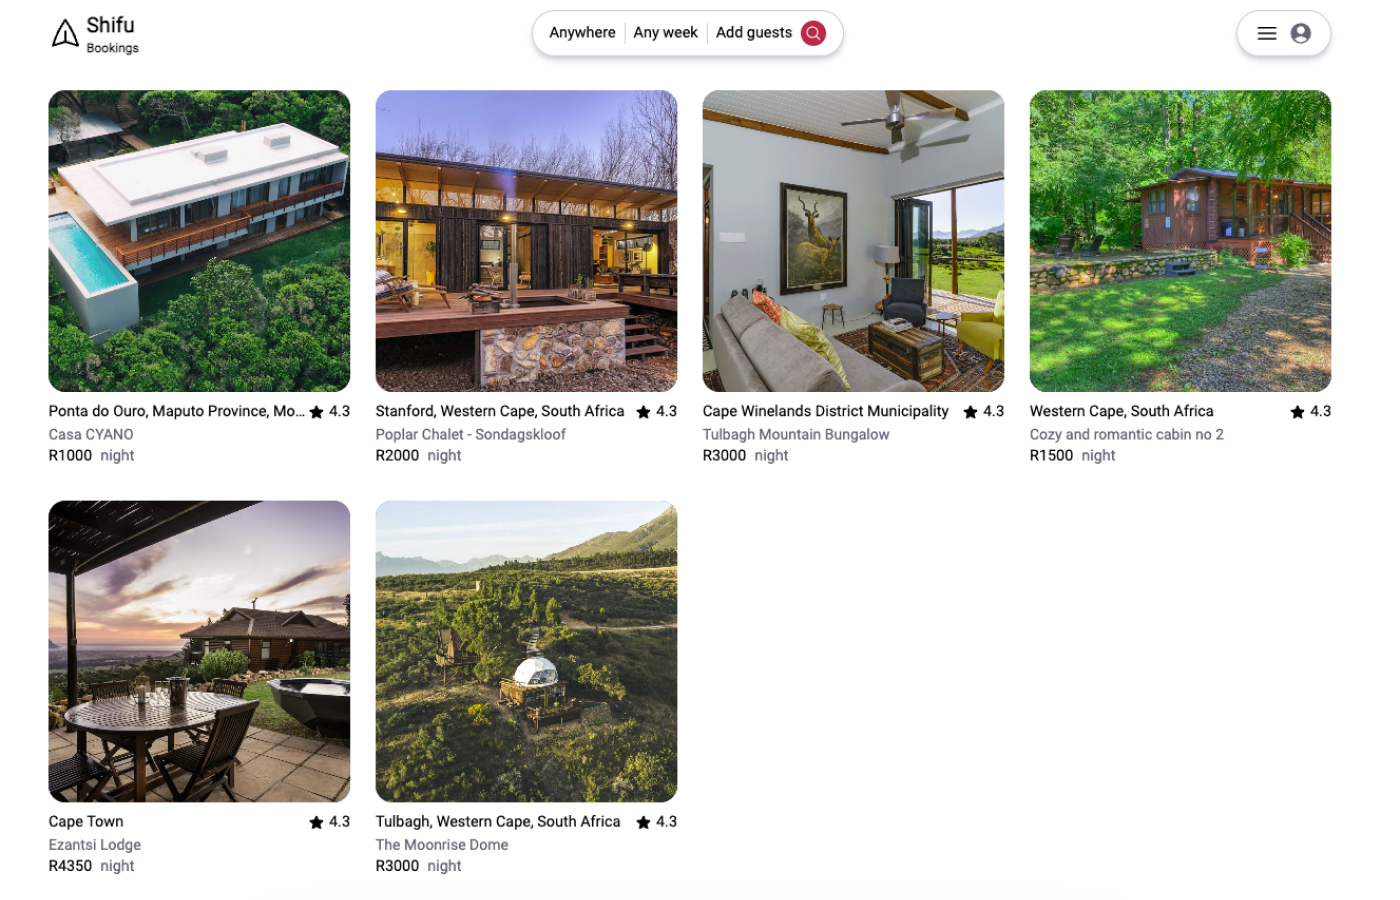 Shifu
Bookings
Anywhere
Any week
Add guests
Ponta do Ouro, Maputo Province, Mo... 4.3
Casa CYANO
R1000 night
Stanford, Western Cape, South Africa 4.3
Poplar Chalet - Sondagskloof
R2000 night
Cape Winelands District Municipality 4.3
Tulbagh Mountain Bungalow
R3000 night
Western Cape, South Africa 4.3
Cozy and romantic cabin no 2
R1500 night
Cape Town 4.3
Ezantsi Lodge
R4350 night
Tulbagh, Western Cape, South Africa 4.3
The Moonrise Dome
R3000 night